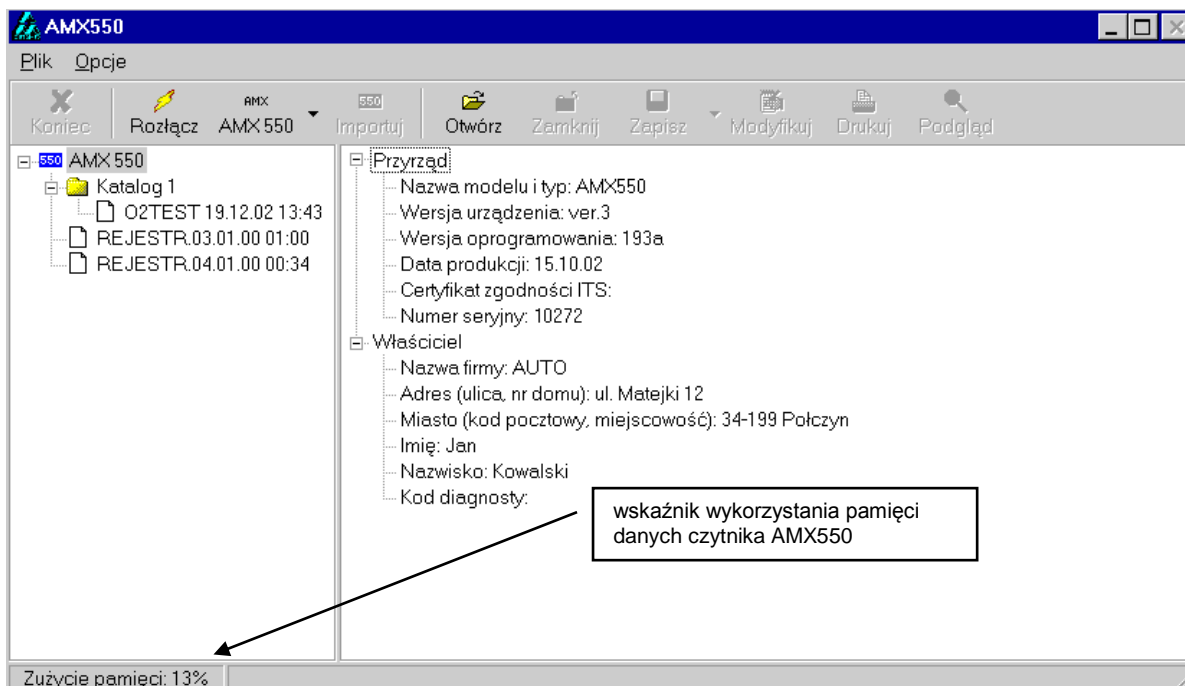 AMX550
Plik Opcje
Koniec Rozłącz AMX AMX 550 550 Importuj Otwórz Zamknij Zapisz Modyfikuj Drukuj Podgląd
550 AMX 550
Katalog 1
O2TEST 19.12.02 13:43
REJESTR.03.01.00 01:00
REJESTR.04.01.00 00:34
Przyrząd
Nazwa modelu i typ: AMX550
Wersja urządzenia: ver.3
Wersja oprogramowania: 193a
Data produkcji: 15.10.02
Certyfikat zgodności ITS:
Numer seryjny: 10272
Właściciel
Nazwa firmy: AUTO
Adres (ulica, nr domu): ul. Matejki 12
Miasto (kod pocztowy, miejscowość): 34-199 Połczyn
Imię: Jan
Nazwisko: Kowalski
Kod diagnosty:
wskaźnik wykorzystania pamięci
danych czytnika AMX550
Zużycie pamięci: 13%